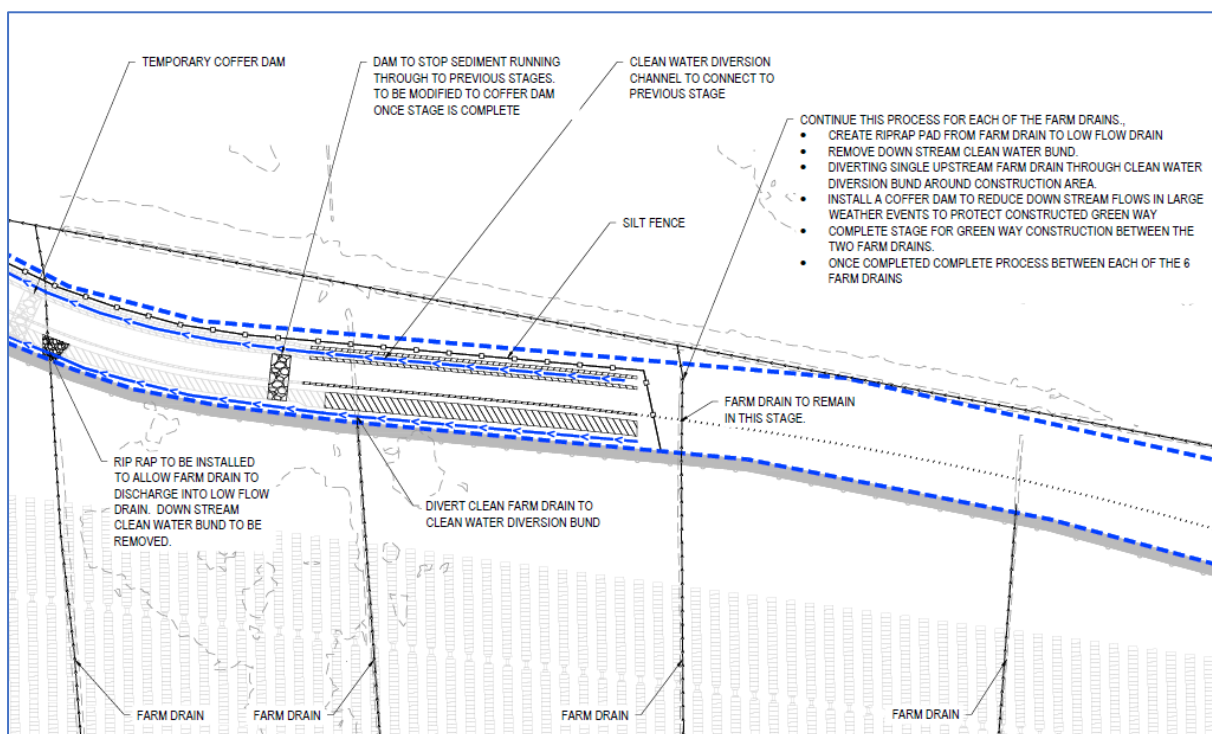 TEMPORARY COFFER DAM
DAM TO STOP SEDIMENT RUNNING
THROUGH TO PREVIOUS STAGES.
TO BE MODIFIED TO COFFER DAM
ONCE STAGE IS COMPLETE
CLEAN WATER DIVERSION
CHANNEL TO CONNECT TO
PREVIOUS STAGE
CONTINUE THIS PROCESS FOR EACH OF THE FARM DRAINS.,
• CREATE RIPRAP PAD FROM FARM DRAIN TO LOW FLOW DRAIN
• REMOVE DOWN STREAM CLEAN WATER BUND.
• DIVERTING SINGLE UPSTREAM FARM DRAIN THROUGH CLEAN WATER
DIVERSION BUND AROUND CONSTRUCTION AREA.
• INSTALL A COFFER DAM TO REDUCE DOWN STREAM FLOWS IN LARGE
WEATHER EVENTS TO PROTECT CONSTRUCTED GREEN WAY
• COMPLETE STAGE FOR GREEN WAY CONSTRUCTION BETWEEN THE
TWO FARM DRAINS.
• ONCE COMPLETED COMPLETE PROCESS BETWEEN EACH OF THE 6
FARM DRAINS
SILT FENCE
FARM DRAIN TO REMAIN
IN THIS STAGE.
RIP RAP TO BE INSTALLED
TO ALLOW FARM DRAIN TO
DISCHARGE INTO LOW FLOW
DRAIN. DOWN STREAM
CLEAN WATER BUND TO BE
REMOVED.
DIVERT CLEAN FARM DRAIN TO
CLEAN WATER DIVERSION BUND
FARM DRAIN
FARM DRAIN
FARM DRAIN
FARM DRAIN